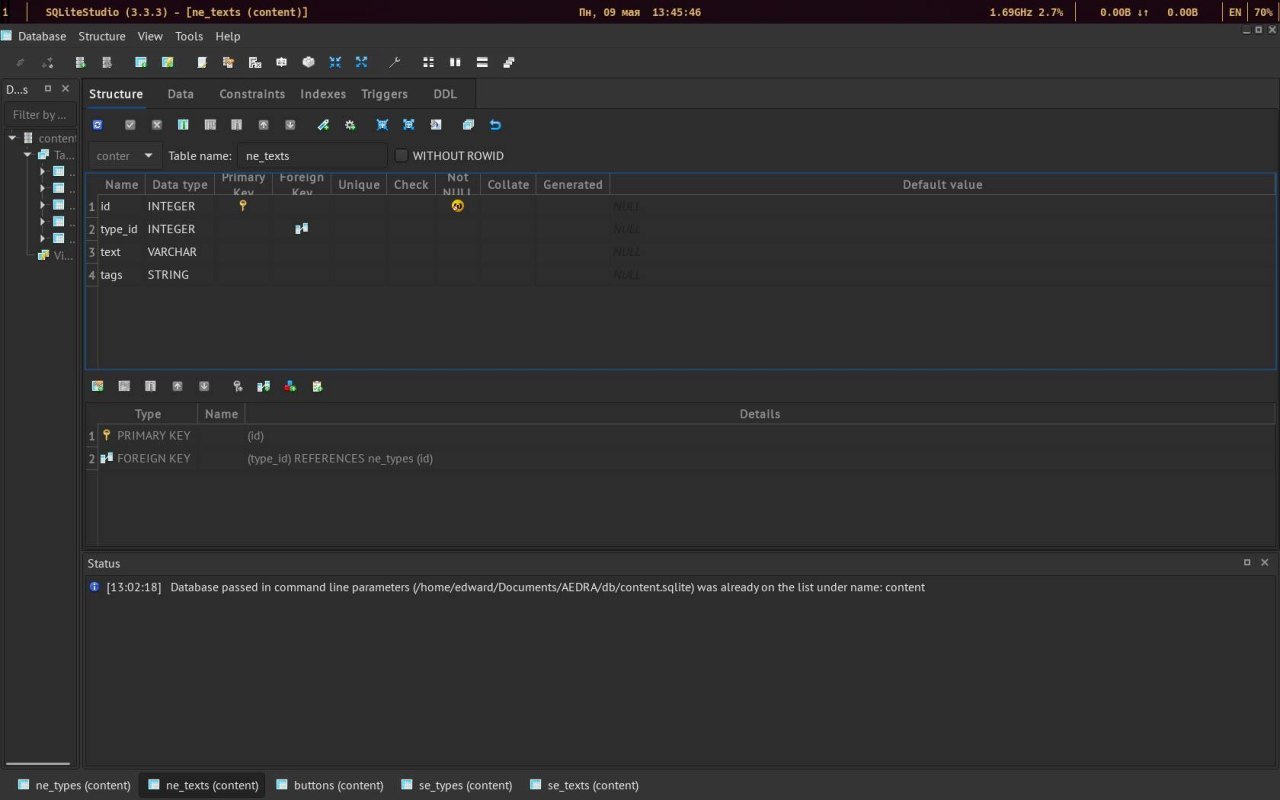 1 SQLiteStudio (3.3.3) - [ne_texts (content)] Пн, 09 мая 13:45:46 1.69GHz 2.7% 0.00B ↓↑ 0.00B EN 70%
Database Structure View Tools Help
D...s
Filter by ...
content
Ta...
...
...
...
...
...
Vi...
Structure Data Constraints Indexes Triggers DDL
conter Table name: ne_texts WITHOUT ROWID
Name Data type Primary Key Foreign Key Unique Check Not NULL Collate Generated Default value
1 id INTEGER NULL
2 type_id INTEGER NULL
3 text VARCHAR NULL
4 tags STRING NULL
Type Name Details
1 PRIMARY KEY (id)
2 FOREIGN KEY (type_id) REFERENCES ne_types (id)
Status
[13:02:18] Database passed in command line parameters (/home/edward/Documents/AEDRA/db/content.sqlite) was already on the list under name: content
ne_types (content) ne_texts (content) buttons (content) se_types (content) se_texts (content)